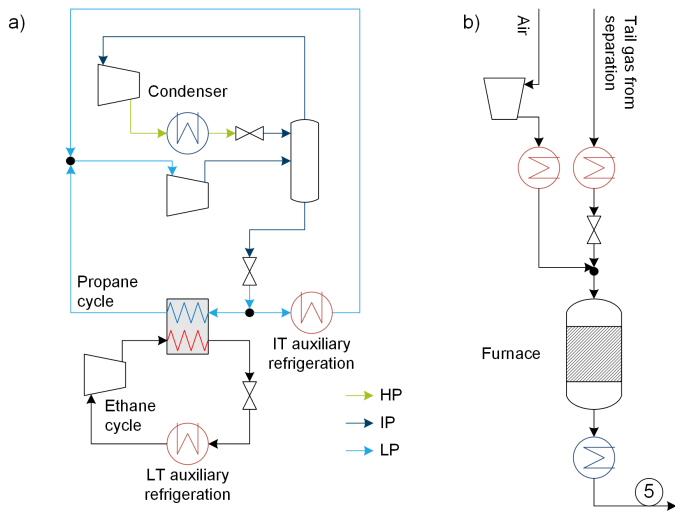 a)
Condenser
Propane
cycle
IT auxiliary
refrigeration
Ethane
cycle
LT auxiliary
refrigeration
HP
IP
LP
b)
Air
Tail gas from
separation
Furnace
5